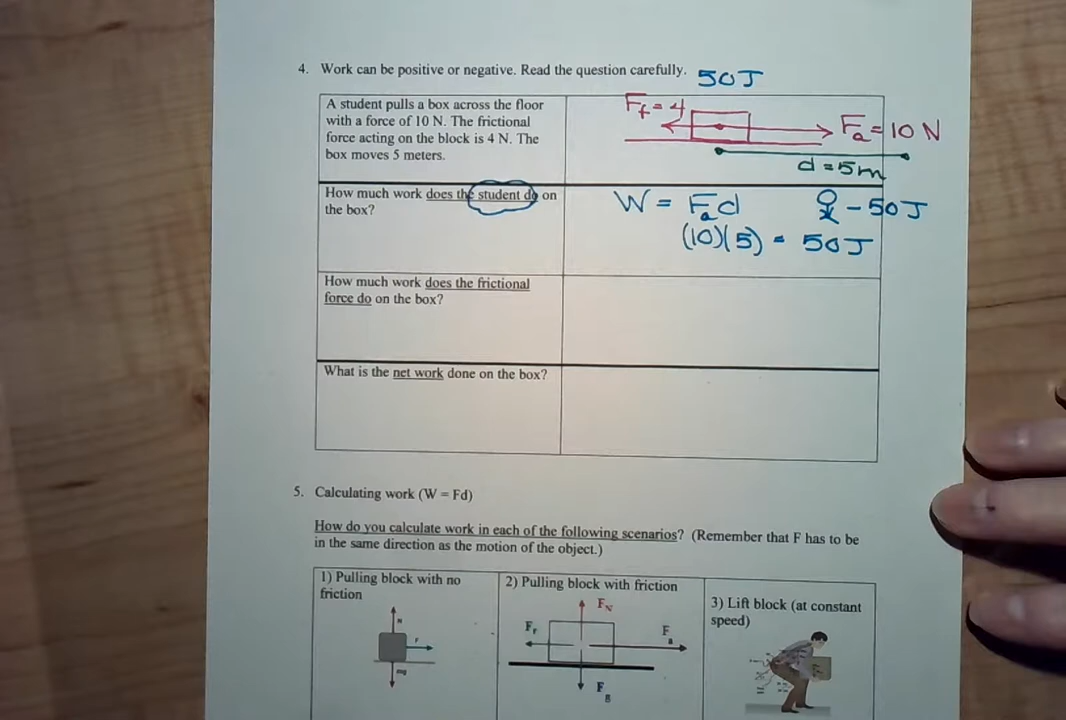 4. Work can be positive or negative. Read the question carefully.
50J
A student pulls a box across the floor
with a force of 10 N. The frictional
force acting on the block is 4 N. The
box moves 5 meters.
Ff = 4
Fa = 10 N
d = 5m
How much work does the student do on
the box?
W = Fad
(10)(5) = 50J
- 50J
How much work does the frictional
force do on the box?
What is the net work done on the box?
5. Calculating work (W = Fd)
How do you calculate work in each of the following scenarios? (Remember that F has to be
in the same direction as the motion of the object.)
1) Pulling block with no
friction
N
F
mg
2) Pulling block with friction
FN
Ff
Fa
Fg
3) Lift block (at constant
speed)